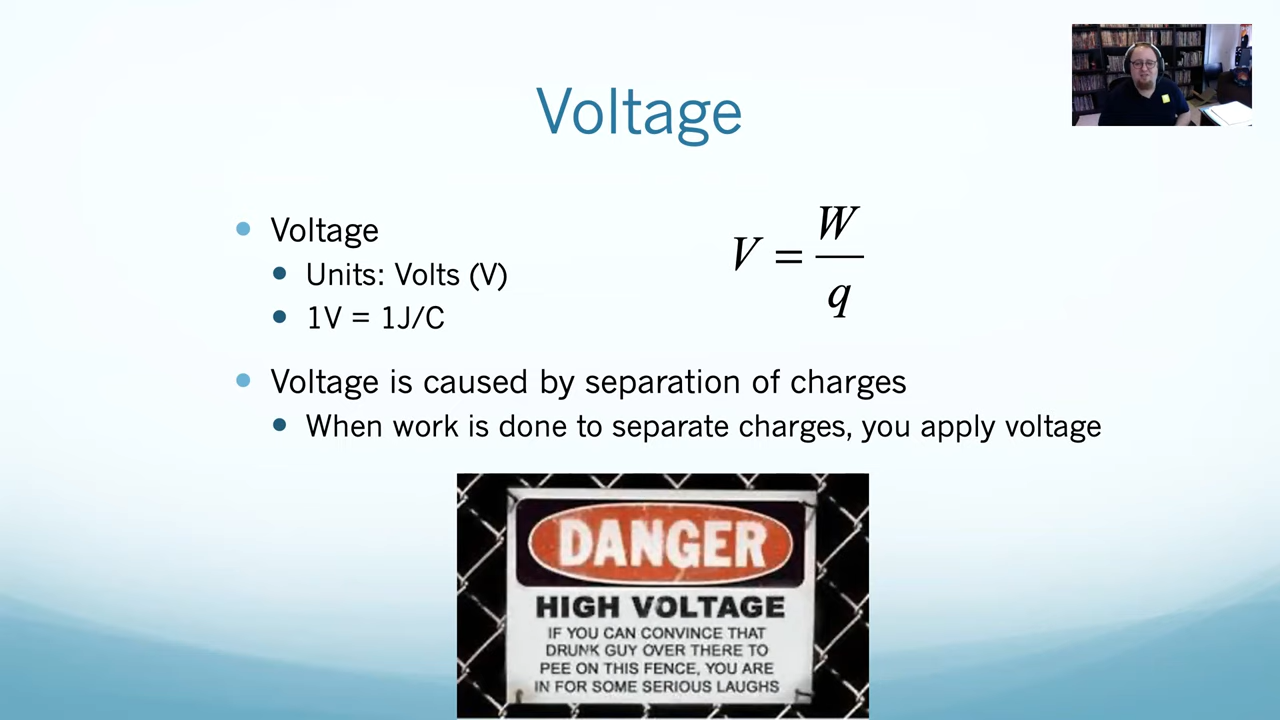 Voltage
Voltage
Units: Volts (V)
1V = 1J/C
V = W/q
Voltage is caused by separation of charges
When work is done to separate charges, you apply voltage
DANGER
HIGH VOLTAGE
IF YOU CAN CONVINCE THAT
DRUNK GUY OVER THERE TO
PEE ON THIS FENCE, YOU ARE
IN FOR SOME SERIOUS LAUGHS